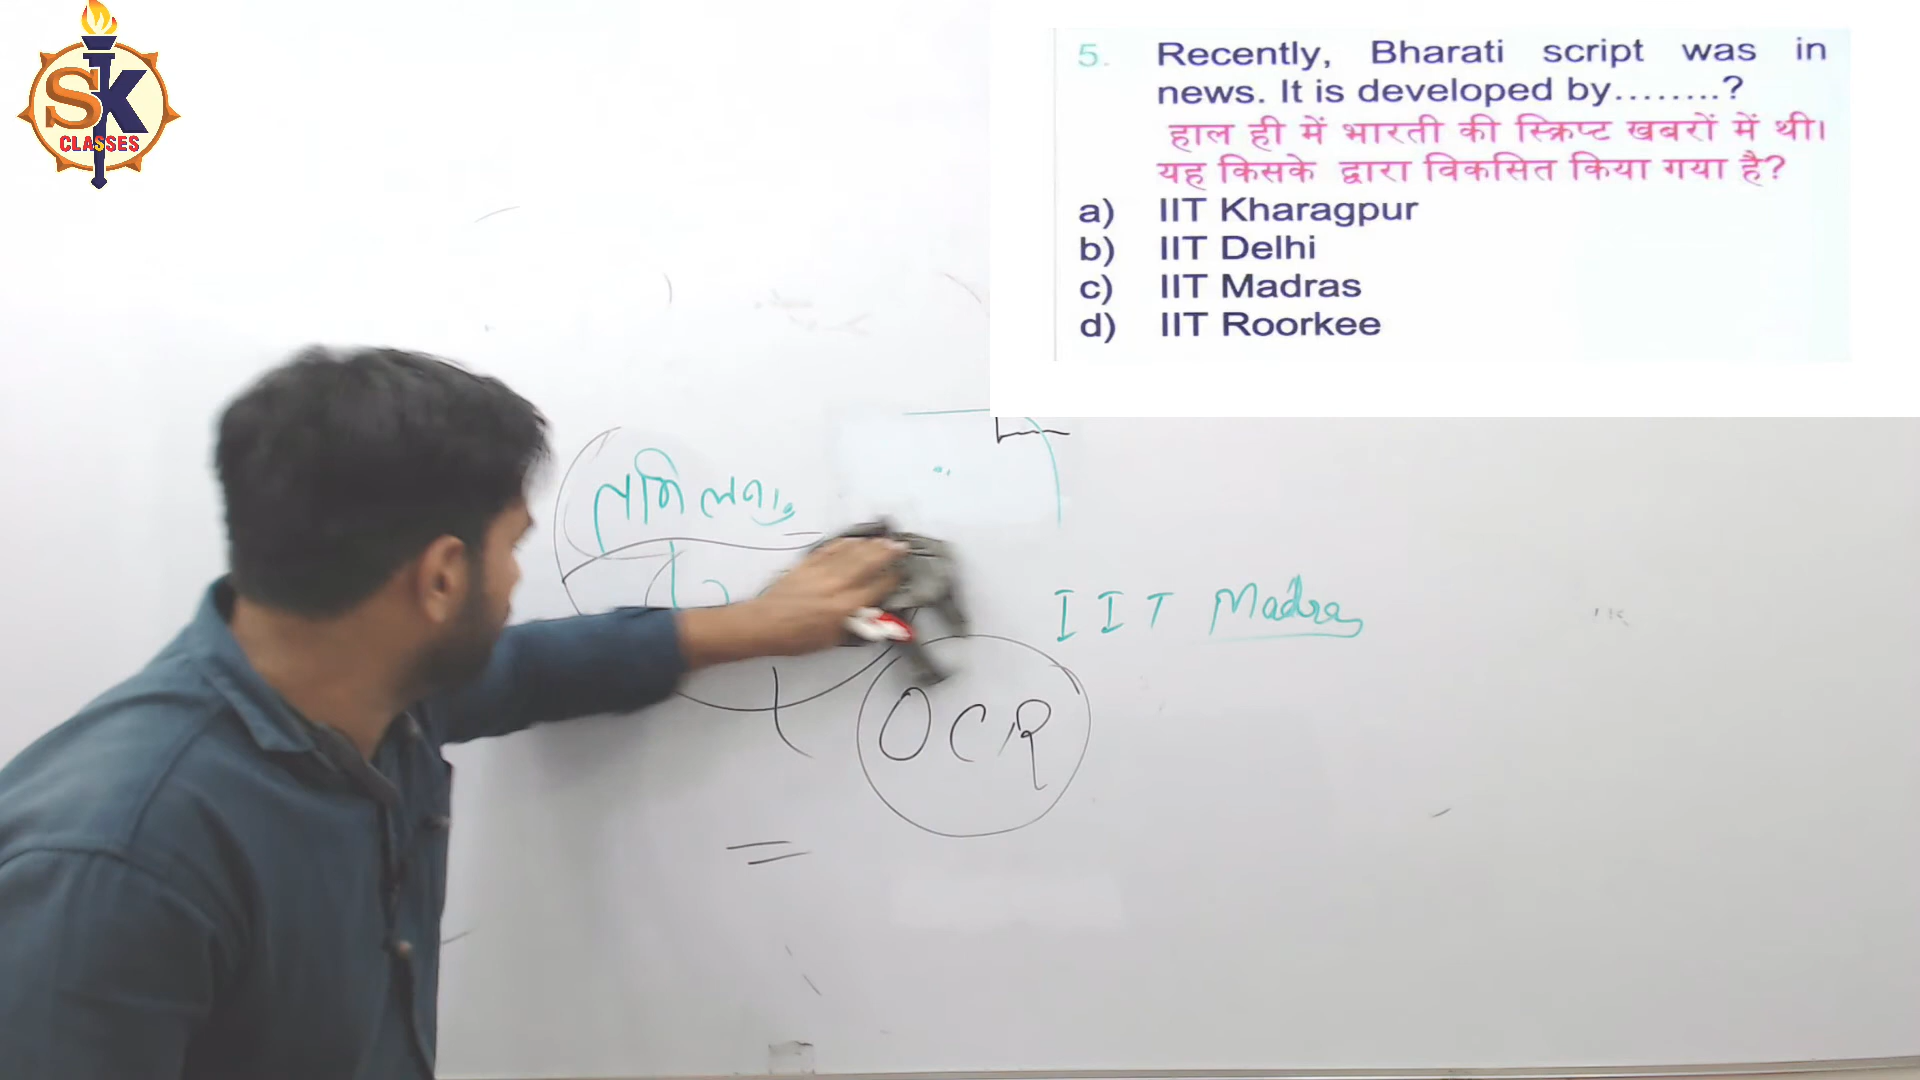 SK
CLASSES
5. Recently, Bharati script was in
news. It is developed by........?
हाल ही में भारती की स्क्रिप्ट खबरों में थी।
यह किसके द्वारा विकसित किया गया है?
a) IIT Kharagpur
b) IIT Delhi
c) IIT Madras
d) IIT Roorkee
IIT Madras
OCR